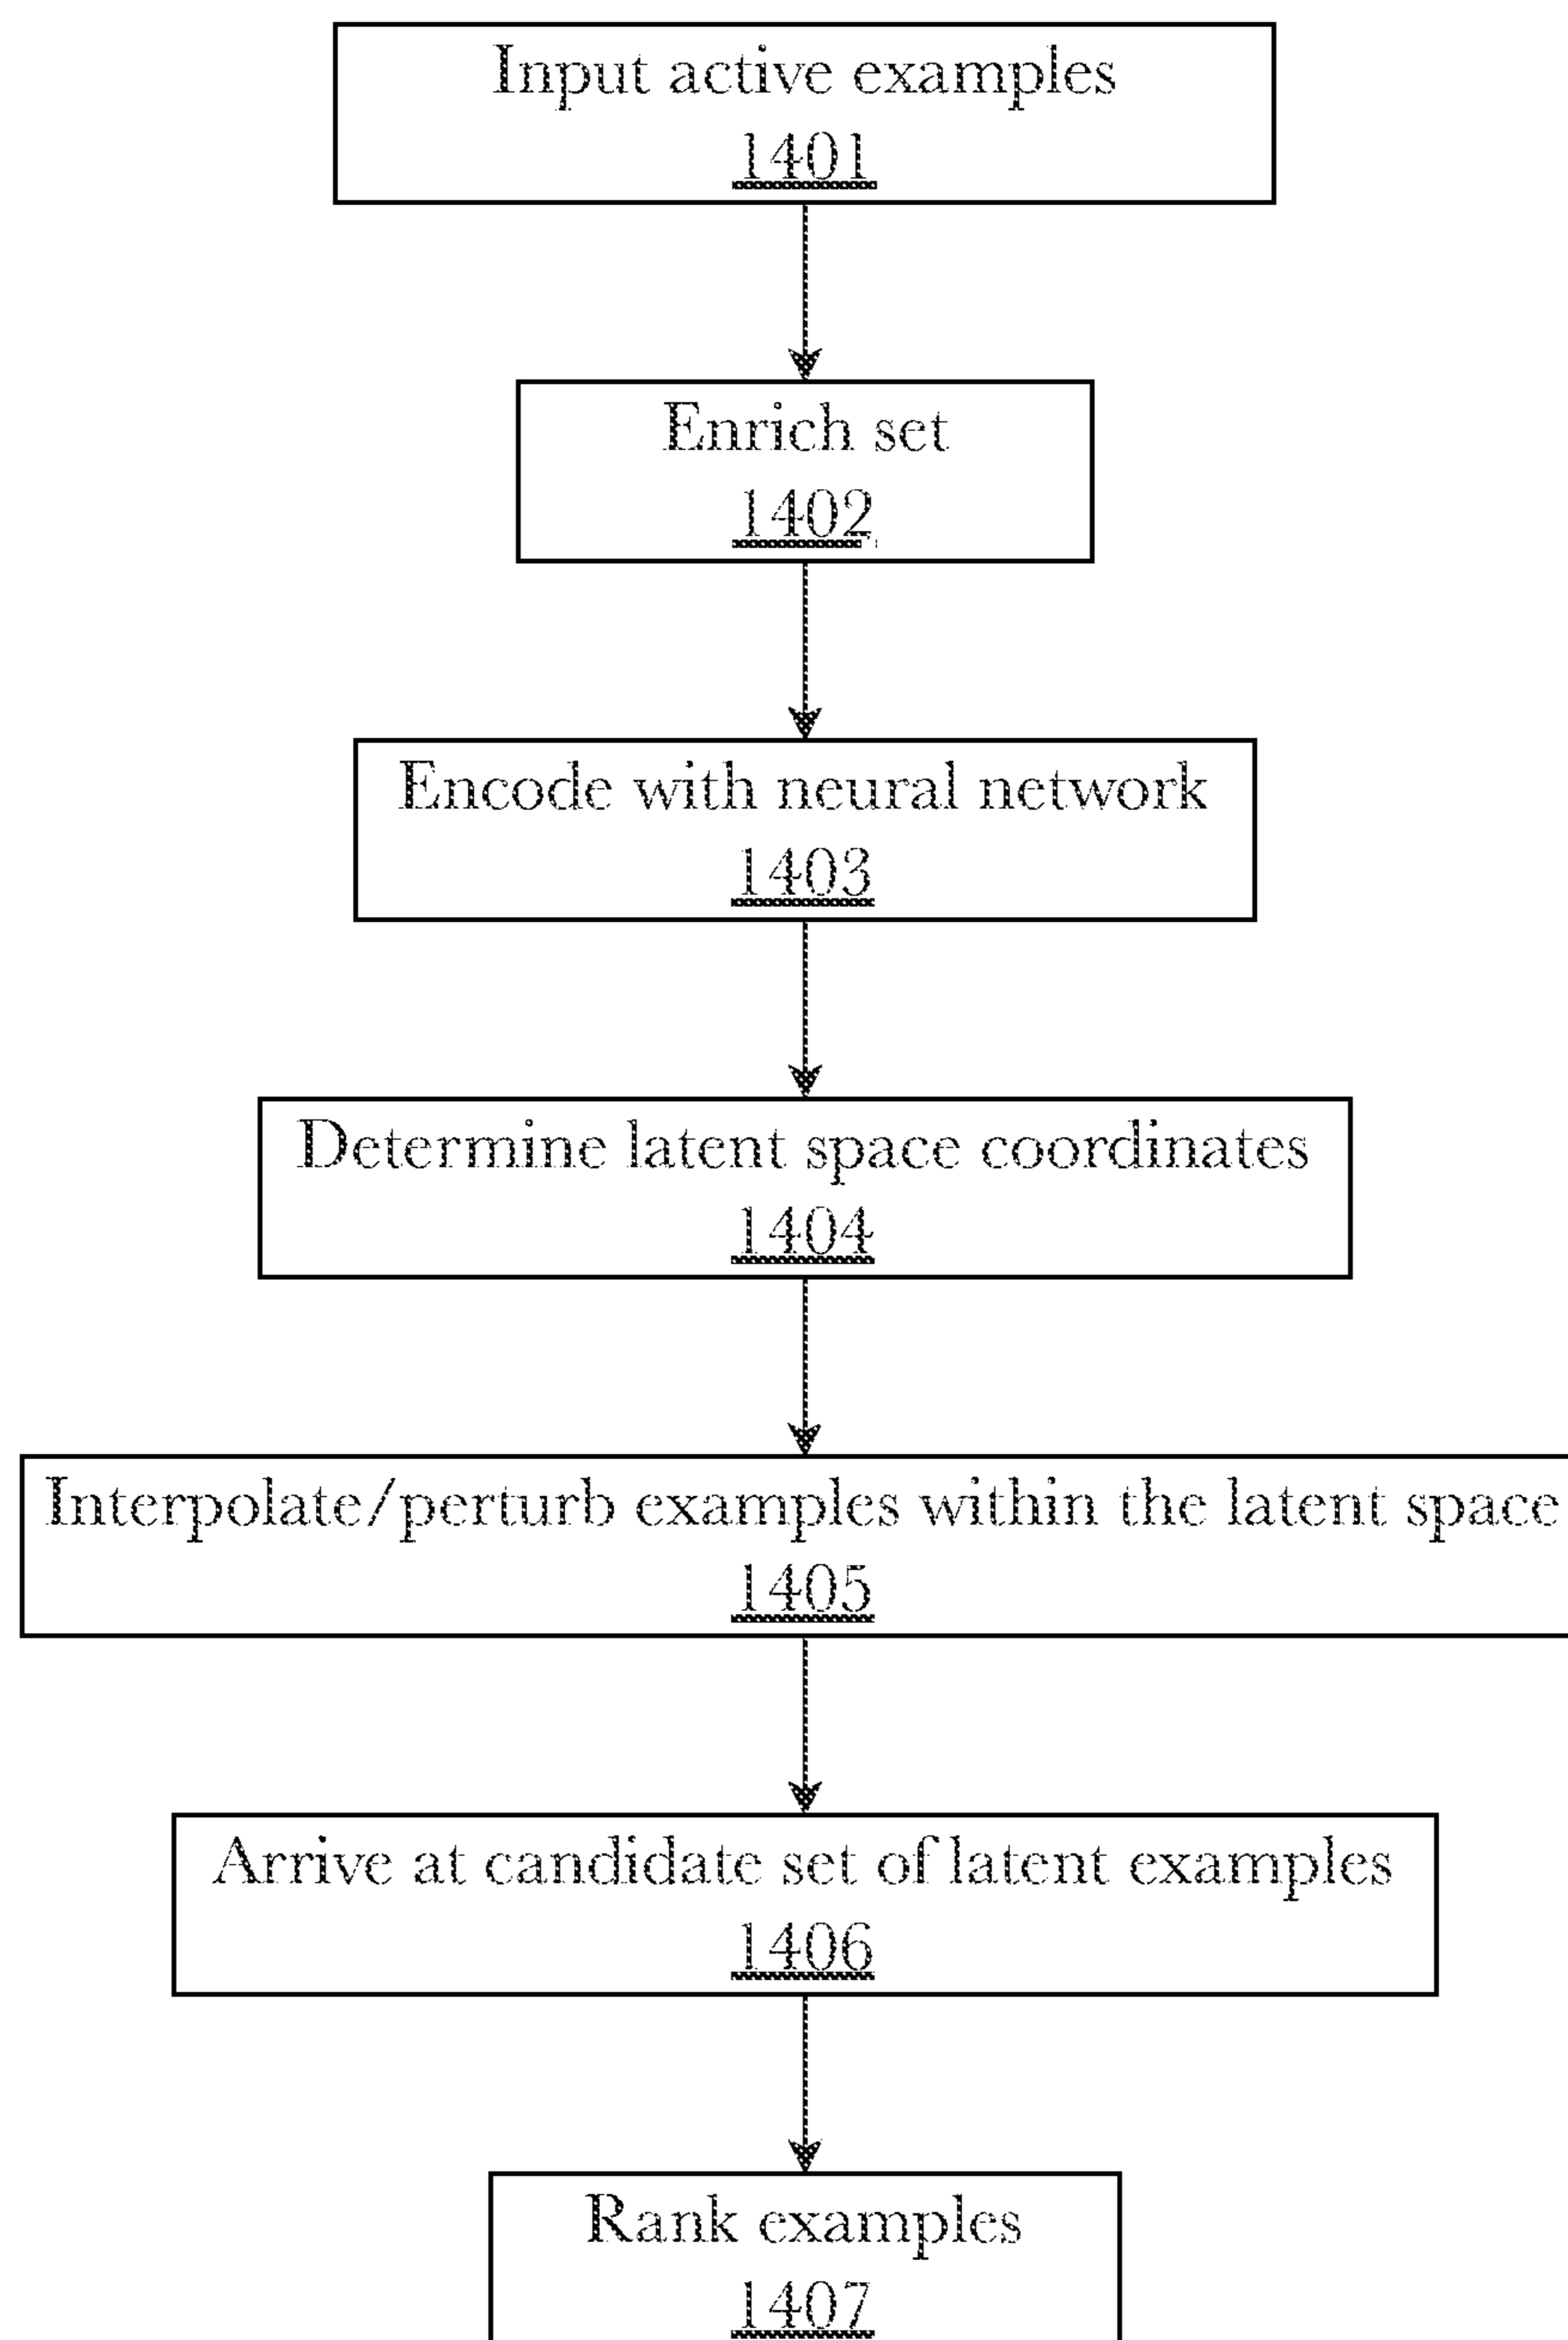 Input active examples
1401
Enrich set
1402
Encode with neural network
1403
Determine latent space coordinates
1404
Interpolate/perturb examples within the latent space
1405
Arrive at candidate set of latent examples
1406
Rank examples
1407